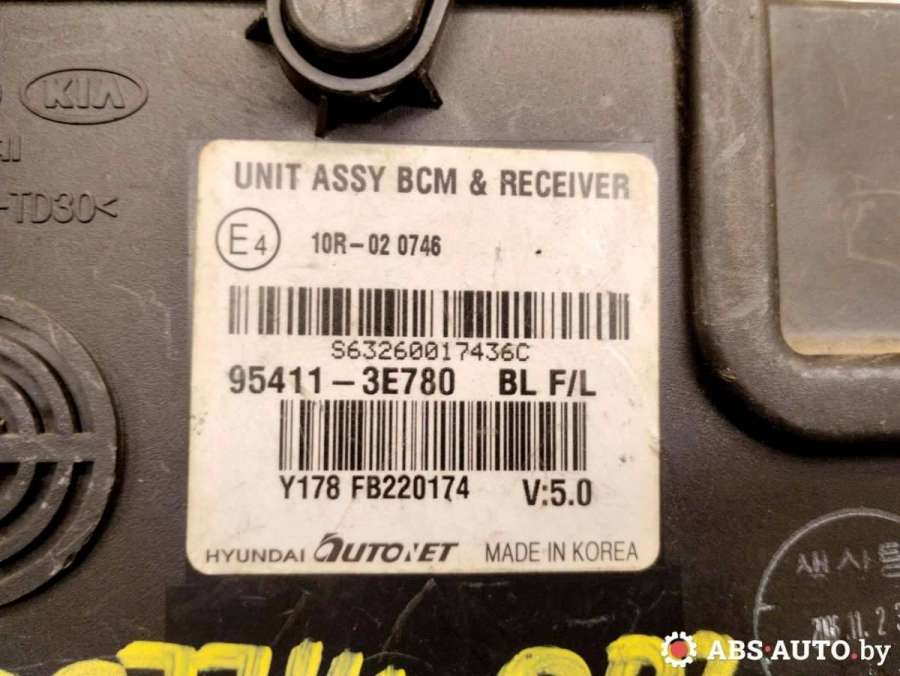 KIA
TD30<
UNIT ASSY BCM & RECEIVER
E4 10R-02 0746
S63260017436C
95411-3E780 BL F/L
Y178 FB220174 V:5.0
HYUNDAI AUTONET MADE IN KOREA
ABS-AUTO.by